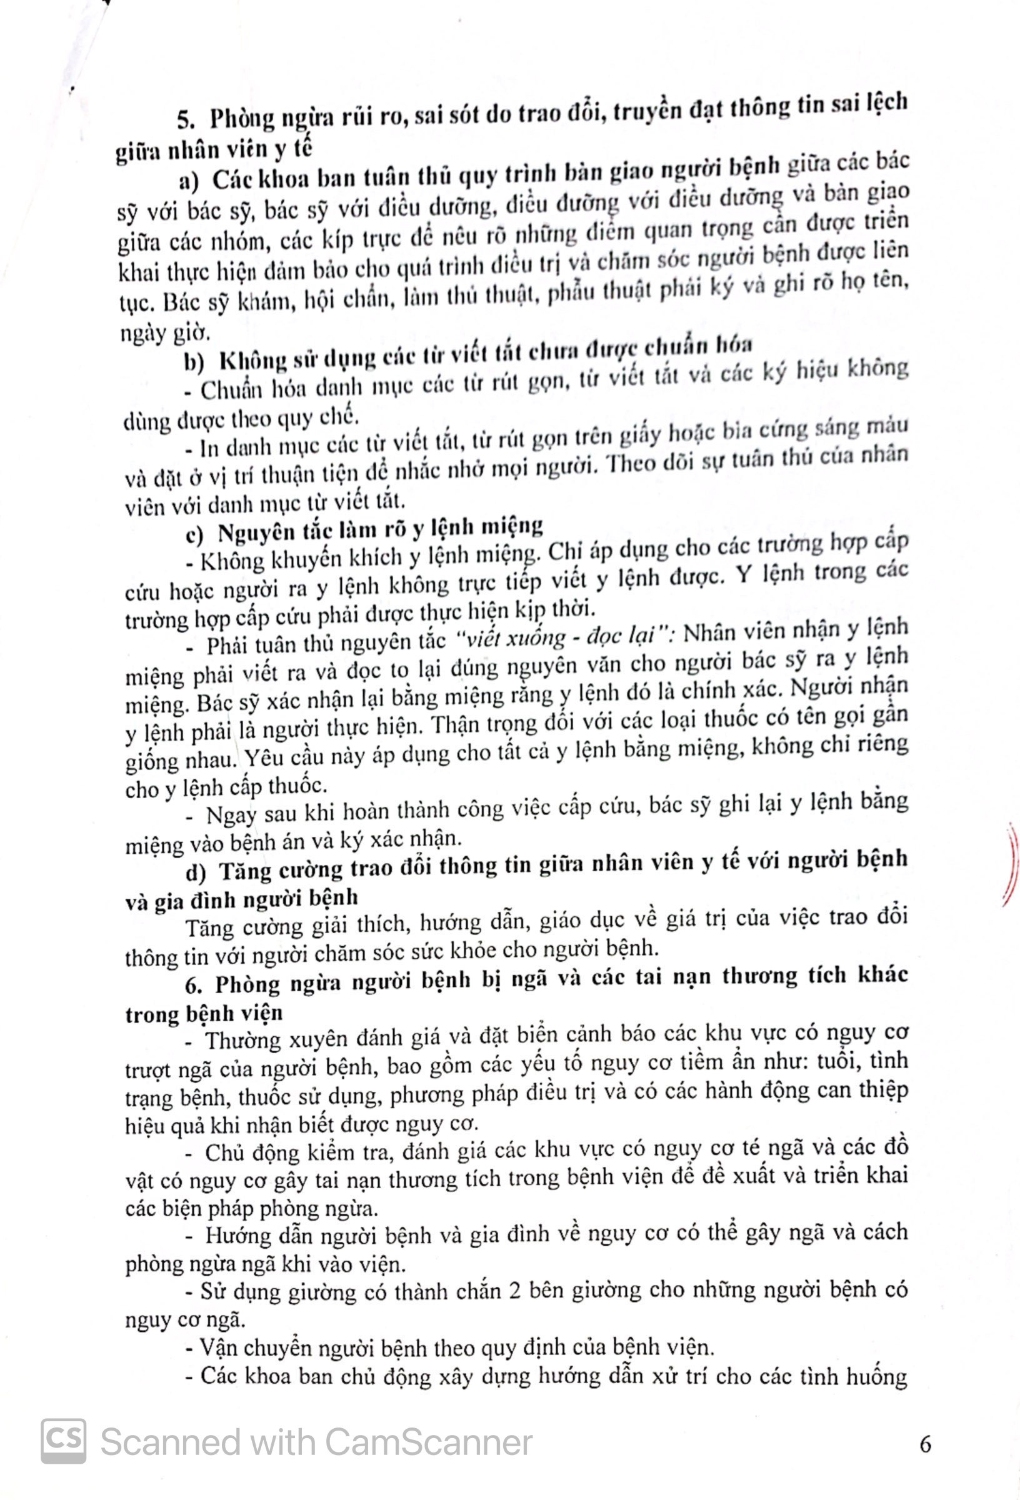 5. Phòng ngừa rủi ro, sai sót do trao đổi, truyền đạt thông tin sai lệch
giữa nhân viên y tế
a) Các khoa ban tuân thủ quy trình bàn giao người bệnh giữa các bác
sỹ với bác sỹ, bác sỹ với điều dưỡng, điều đưỡng với điều dưỡng và bàn giao
giữa các nhóm, các kíp trực để nêu rõ những điểm quan trọng cần được triển
khai thực hiện đảm bảo cho quá trình điều trị và chăm sóc người bệnh được liên
tục. Bác sỹ khám, hội chẩn, làm thủ thuật, phẫu thuật phải ký và ghi rõ họ tên,
ngày giờ.
b) Không sử dụng các từ viết tắt chưa được chuẩn hóa
- Chuẩn hóa danh mục các từ rút gọn, từ viết tắt và các ký hiệu không
dùng được theo quy chế.
- In danh mục các từ viết tắt, từ rút gọn trên giấy hoặc bìa cứng sáng màu
và đặt ở vị trí thuận tiện để nhắc nhở mọi người. Theo dõi sự tuân thủ của nhân
viên với danh mục từ viết tắt.
c) Nguyên tắc làm rõ y lệnh miệng
- Không khuyến khích y lệnh miệng. Chỉ áp dụng cho các trường hợp cấp
cứu hoặc người ra y lệnh không trực tiếp viết y lệnh được. Y lệnh trong các
trường hợp cấp cứu phải được thực hiện kịp thời.
- Phải tuân thủ nguyên tắc "viết xuống - đọc lại": Nhân viên nhận y lệnh
miệng phải viết ra và đọc to lại đúng nguyên văn cho người bác sỹ ra y lệnh
miệng. Bác sỹ xác nhận lại bằng miệng rằng y lệnh đó là chính xác. Người nhận
y lệnh phải là người thực hiện. Thận trọng đối với các loại thuốc có tên gọi gần
giống nhau. Yêu cầu này áp dụng cho tất cả y lệnh bằng miệng, không chỉ riêng
cho y lệnh cấp thuốc.
- Ngay sau khi hoàn thành công việc cấp cứu, bác sỹ ghi lại y lệnh bằng
miệng vào bệnh án và ký xác nhận.
d) Tăng cường trao đổi thông tin giữa nhân viên y tế với người bệnh
và gia đình người bệnh
Tăng cường giải thích, hướng dẫn, giáo dục về giá trị của việc trao đổi
thông tin với người chăm sóc sức khỏe cho người bệnh.
6. Phòng ngừa người bệnh bị ngã và các tai nạn thương tích khác
trong bệnh viện
- Thường xuyên đánh giá và đặt biển cảnh báo các khu vực có nguy cơ
trượt ngã của người bệnh, bao gồm các yếu tố nguy cơ tiềm ẩn như: tuổi, tình
trạng bệnh, thuốc sử dụng, phương pháp điều trị và có các hành động can thiệp
hiệu quả khi nhận biết được nguy cơ.
- Chủ động kiểm tra, đánh giá các khu vực có nguy cơ té ngã và các đồ
vật có nguy cơ gây tai nạn thương tích trong bệnh viện để đề xuất và triển khai
các biện pháp phòng ngừa.
- Hướng dẫn người bệnh và gia đình về nguy cơ có thể gây ngã và cách
phòng ngừa ngã khi vào viện.
- Sử dụng giường có thành chắn 2 bên giường cho những người bệnh có
nguy cơ ngã.
- Vận chuyển người bệnh theo quy định của bệnh viện.
- Các khoa ban chủ động xây dựng hướng dẫn xử trí cho các tình huống
CS Scanned with CamScanner
6